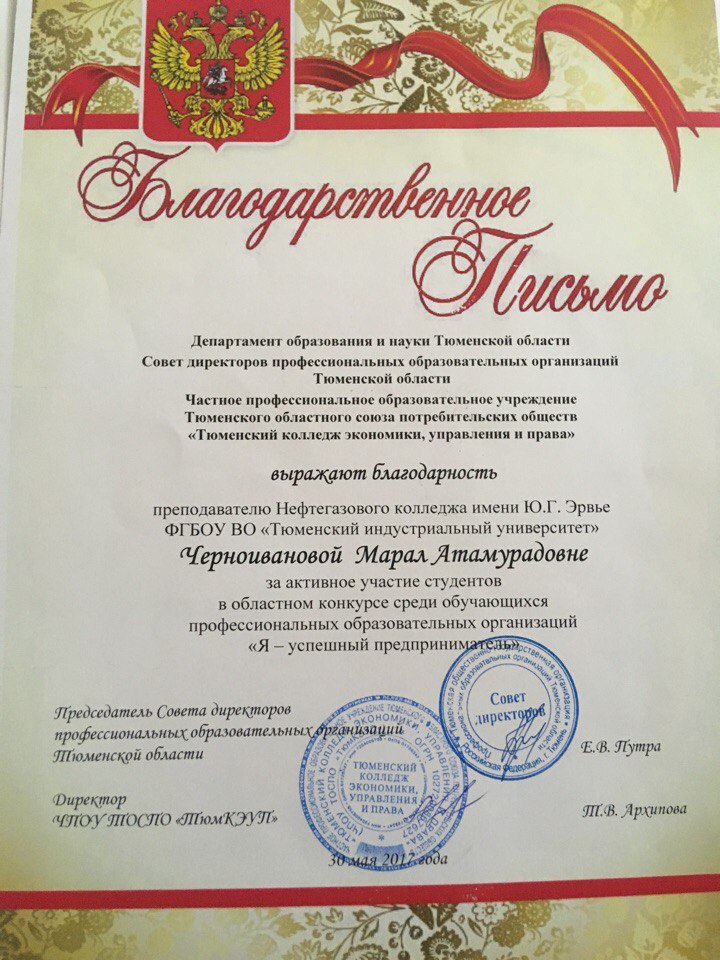 Благодарственное
Письмо
Департамент образования и науки Тюменской области
Совет директоров профессиональных образовательных организаций
Тюменской области
Частное профессиональное образовательное учреждение
Тюменского областного союза потребительских обществ
«Тюменский колледж экономики, управления и права»
выражают благодарность
преподавателю Нефтегазового колледжа имени Ю.Г. Эрвье
ФГБОУ ВО «Тюменский индустриальный университет»
Черноивановой Марал Атамурадовне
за активное участие студентов
в областном конкурсе среди обучающихся
профессиональных образовательных организаций
«Я – успешный предприниматель»
Председатель Совета директоров
профессиональных образовательных организаций
Тюменской области
Е.В. Путра
Директор
ЧПОУ ТОСПО «ТюмКЭУП»
Т.В. Архипова
Совет
директоров
ТЮМЕНСКИЙ
КОЛЛЕДЖ
ЭКОНОМИКИ,
УПРАВЛЕНИЯ
И ПРАВА
30 мая 2017 года